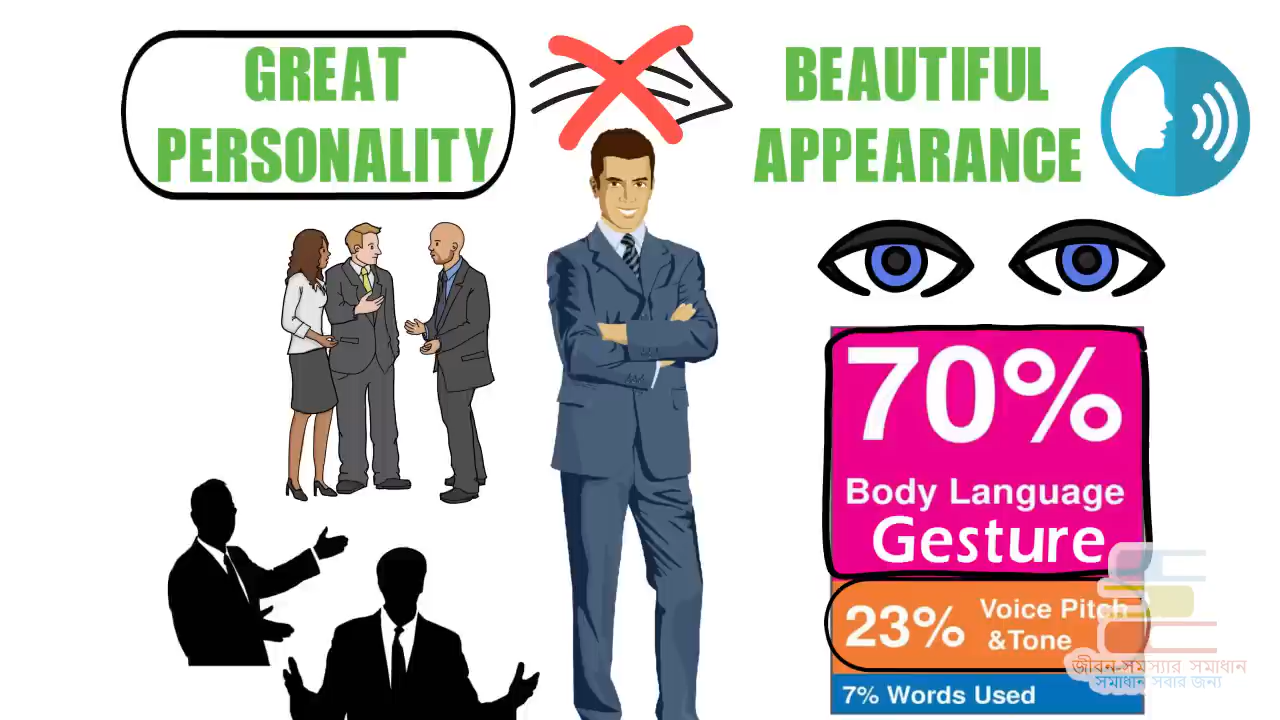 GREAT
PERSONALITY
BEAUTIFUL
APPEARANCE
70%
Body Language
Gesture
23% Voice Pitch
&Tone
7% Words Used
জীবন-সমস্যার সমাধান
সমাধান সবার জন্য